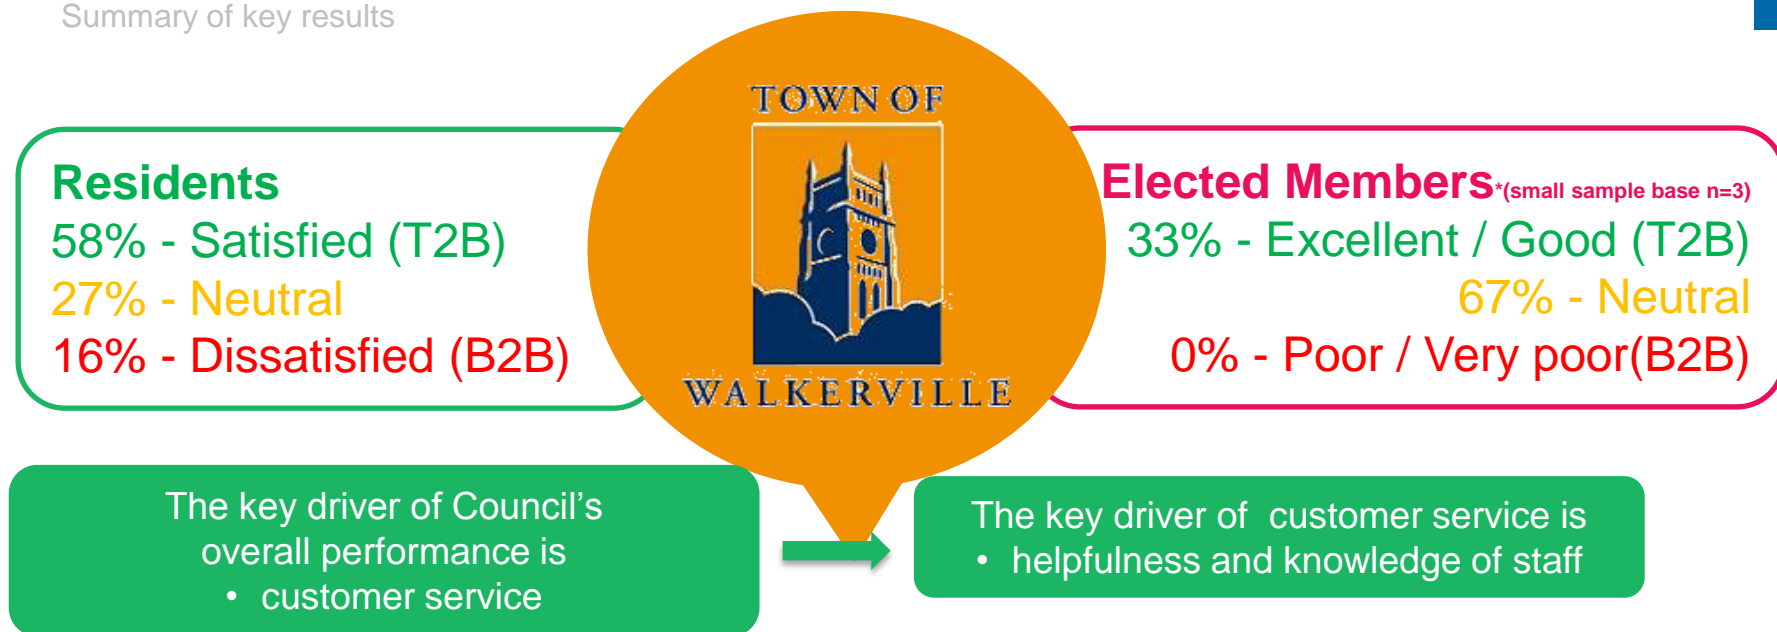 Summary of key results
TOWN OF
WALKERVILLE
Residents
58% - Satisfied (T2B)
27% - Neutral
16% - Dissatisfied (B2B)
Elected Members*(small sample base n=3)
33% - Excellent / Good (T2B)
67% - Neutral
0% - Poor / Very poor(B2B)
The key driver of Council’s
overall performance is
• customer service
The key driver of  customer service is
• helpfulness and knowledge of staff